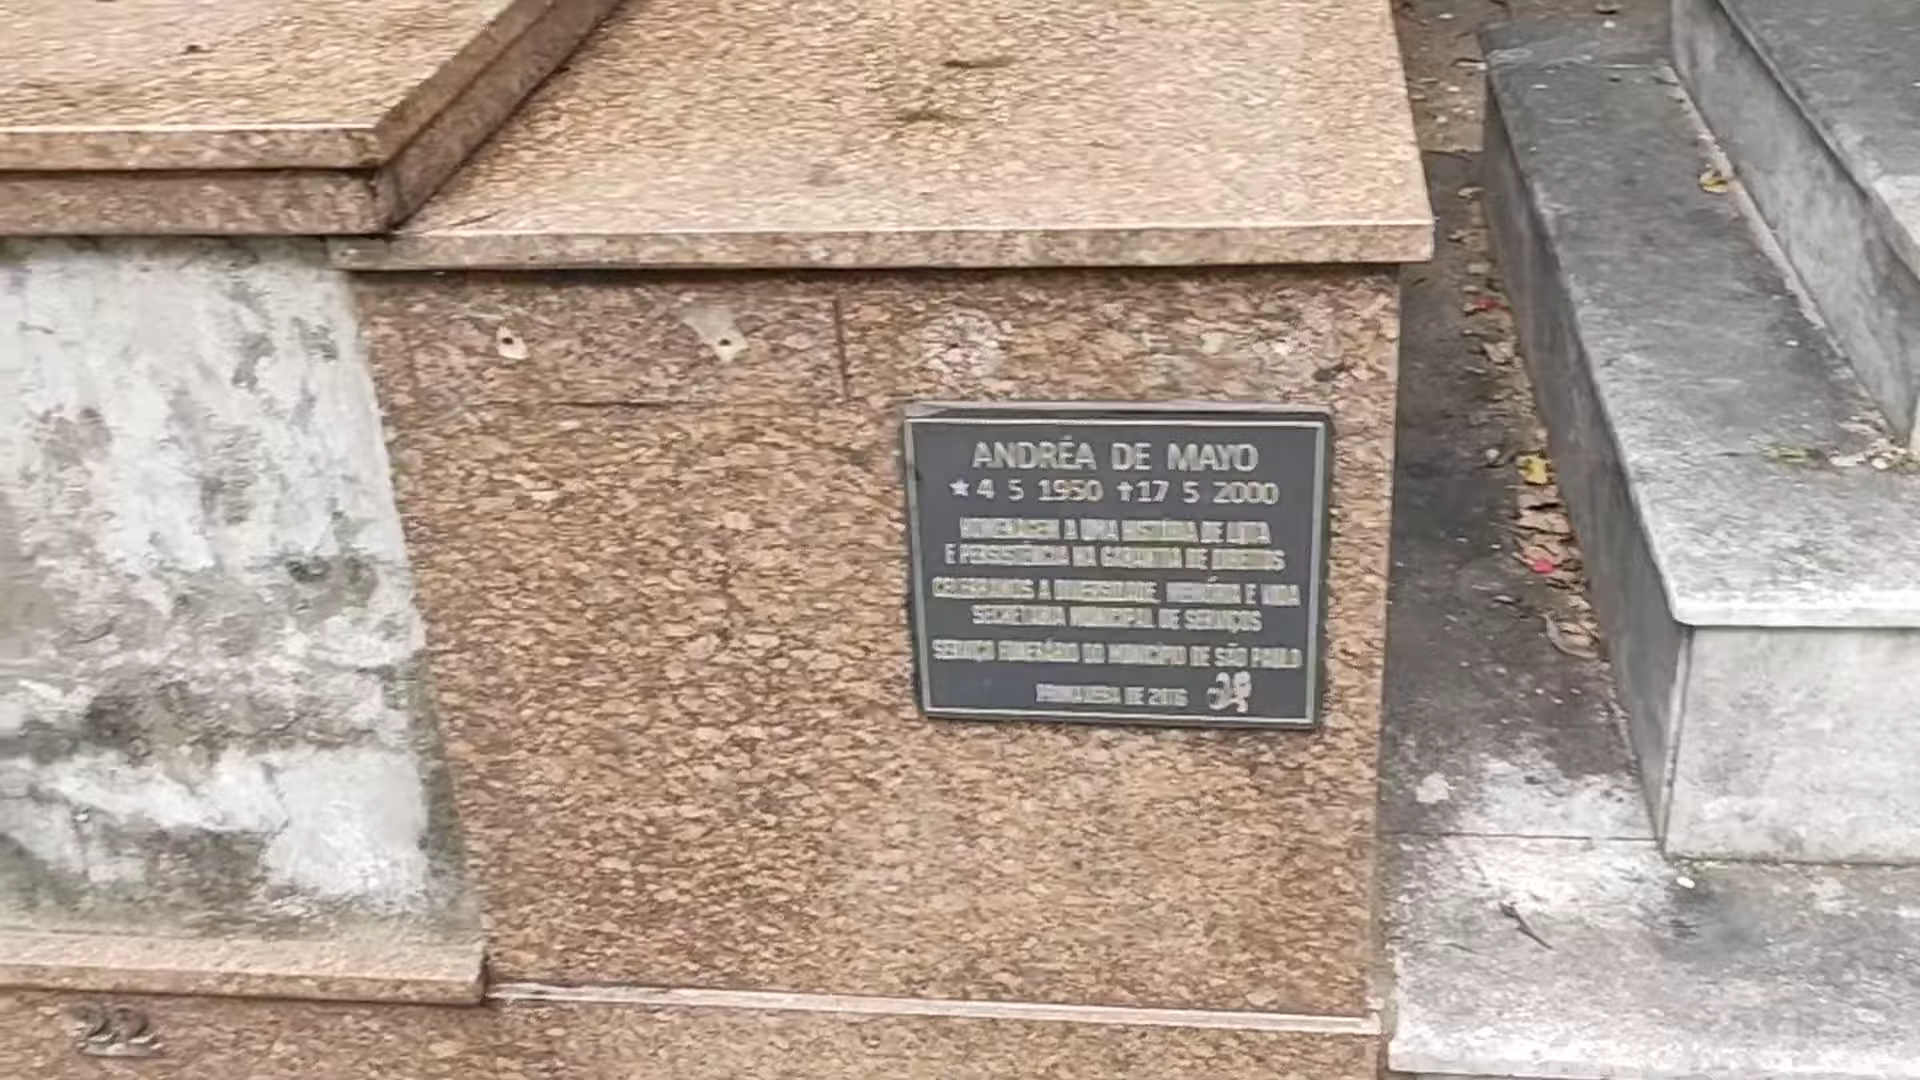 ANDRÉA DE MAYO
★ 4 5 1950 ✝ 17 5 2000
HOMENAGEM A UMA HISTÓRIA DE LUTA
E PERSISTÊNCIA NA GARANTIA DE DIREITOS
CELEBRAMOS A DIVERSIDADE, MEMÓRIA E VIDA
SECRETARIA MUNICIPAL DE SERVIÇOS
SERVIÇO FUNERÁRIO DO MUNICÍPIO DE SÃO PAULO
PRIMAVERA DE 2016
22